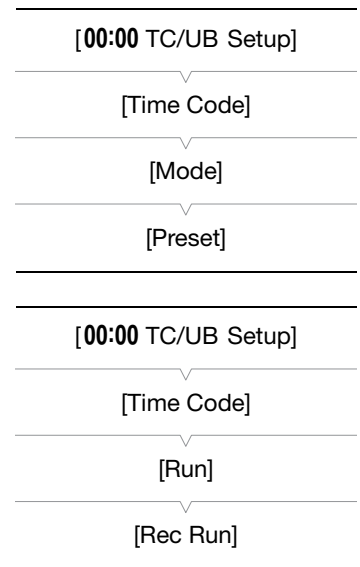 [00:00 TC/UB Setup]
[Time Code]
[Mode]
[Preset]
[00:00 TC/UB Setup]
[Time Code]
[Run]
[Rec Run]